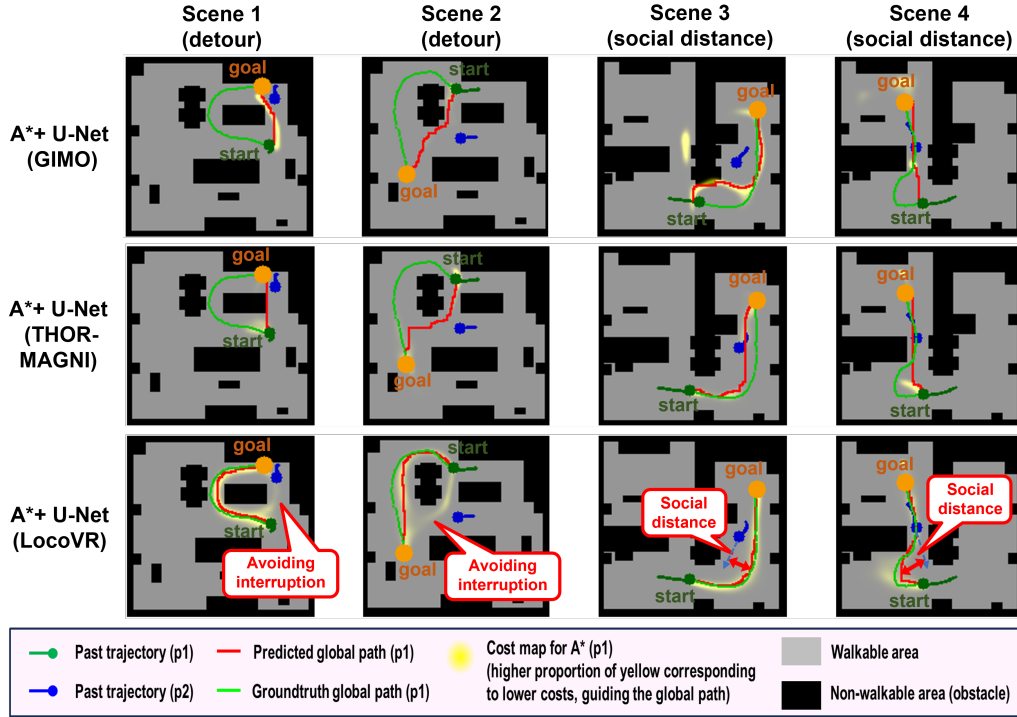 Scene 1
(detour)
Scene 2
(detour)
Scene 3
(social distance)
Scene 4
(social distance)
A*+ U-Net
(GIMO)
goal
start
start
goal
goal
start
goal
start
A*+ U-Net
(THOR-
MAGNI)
goal
start
start
goal
goal
start
goal
start
A*+ U-Net
(LocoVR)
goal
start
Avoiding
interruption
start
goal
Avoiding
interruption
goal
Social
distance
start
goal
Social
distance
start
Past trajectory (p1)
Predicted global path (p1)
Cost map for A* (p1)
(higher proportion of yellow corresponding
to lower costs, guiding the global path)
Walkable area
Past trajectory (p2)
Groundtruth global path (p1)
Non-walkable area (obstacle)